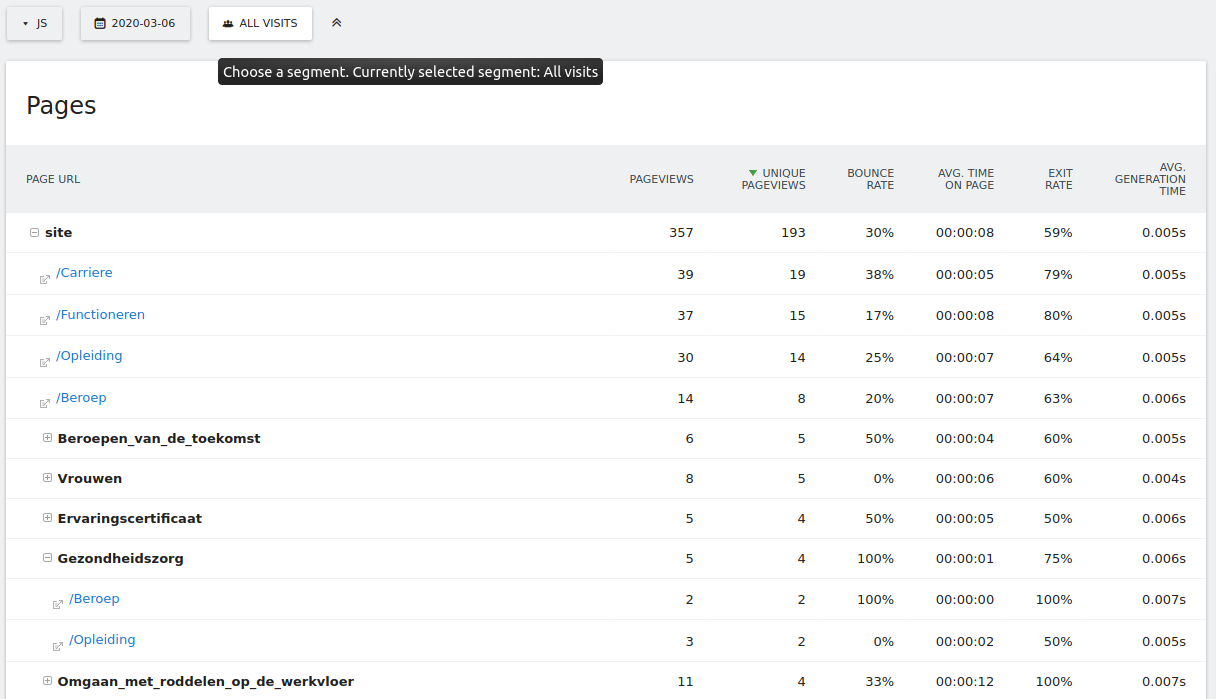 JS 2020-03-06 ALL VISITS
Choose a segment. Currently selected segment: All visits
Pages
PAGE URL PAGEVIEWS UNIQUE PAGEVIEWS BOUNCE RATE AVG. TIME ON PAGE EXIT RATE AVG. GENERATION TIME
site 357 193 30% 00:00:08 59% 0.005s
/Carriere 39 19 38% 00:00:05 79% 0.005s
/Functioneren 37 15 17% 00:00:08 80% 0.005s
/Opleiding 30 14 25% 00:00:07 64% 0.005s
/Beroep 14 8 20% 00:00:07 63% 0.006s
Beroepen_van_de_toekomst 6 5 50% 00:00:04 60% 0.005s
Vrouwen 8 5 0% 00:00:06 60% 0.004s
Ervaringscertificaat 5 4 50% 00:00:05 50% 0.006s
Gezondheidszorg 5 4 100% 00:00:01 75% 0.006s
/Beroep 2 2 100% 00:00:00 100% 0.007s
/Opleiding 3 2 0% 00:00:02 50% 0.005s
Omgaan_met_roddelen_op_de_werkvloer 11 4 33% 00:00:12 100% 0.007s